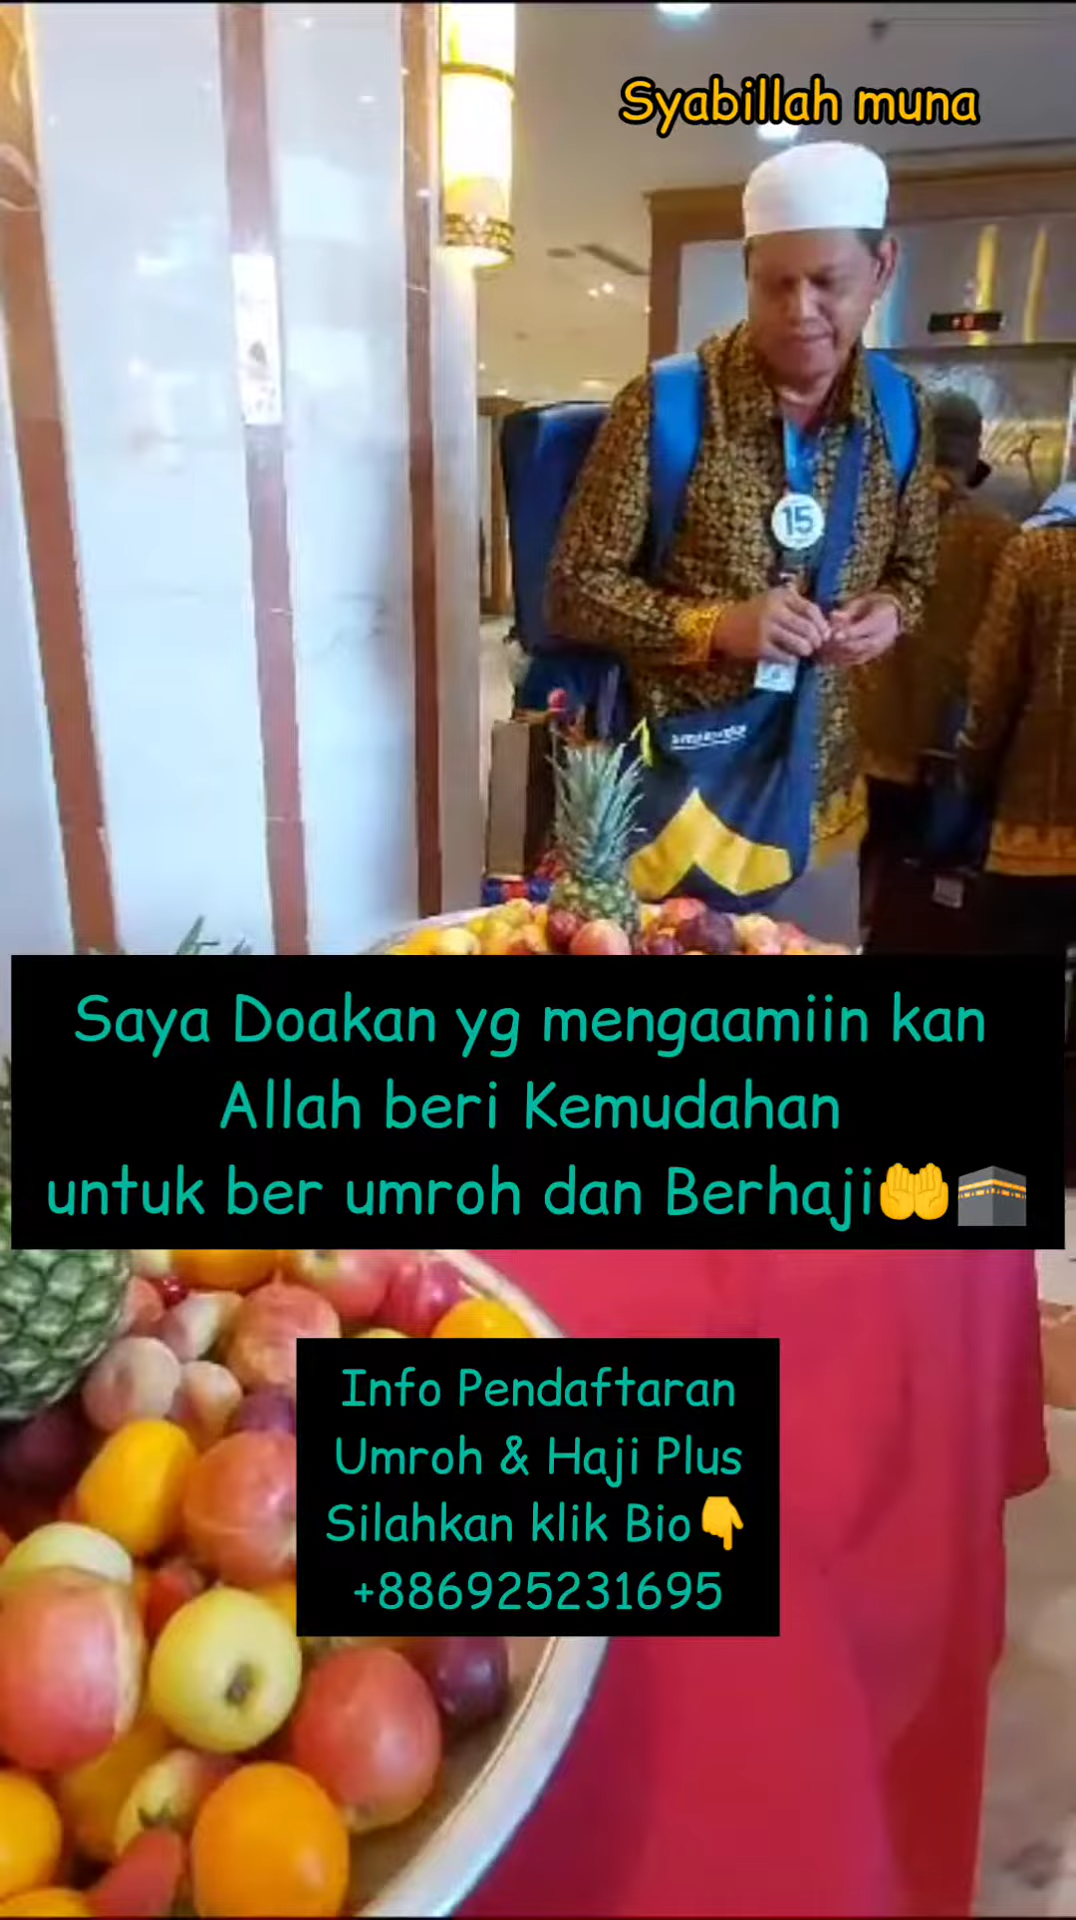 Syabillah muna
15
Saya Doakan yg mengaamiin kan
Allah beri Kemudahan
untuk ber umroh dan Berhaji🤲🕋
Info Pendaftaran
Umroh & Haji Plus
Silahkan klik Bio👇
+886925231695